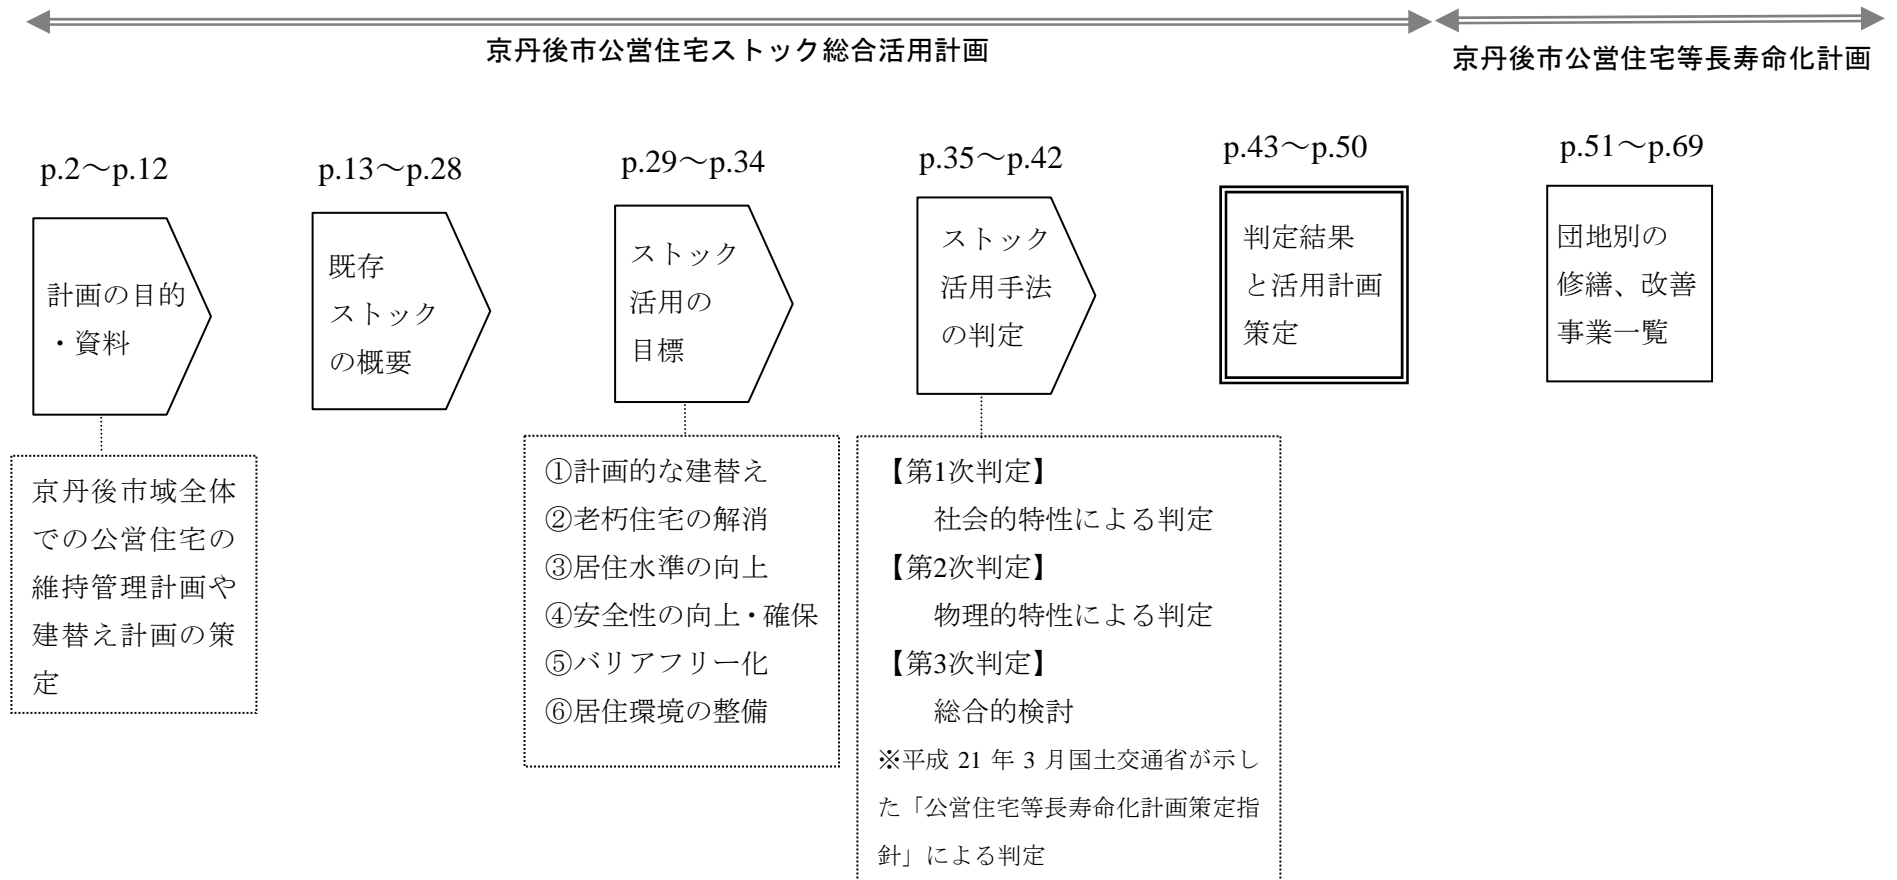 京丹後市公営住宅ストック総合活用計画
京丹後市公営住宅等長寿命化計画
p.2～p.12
計画の目的
・資料
京丹後市域全体
での公営住宅の
維持管理計画や
建替え計画の策
定
p.13～p.28
既存
ストック
の概要
p.29～p.34
ストック
活用の
目標
①計画的な建替え
②老朽住宅の解消
③居住水準の向上
④安全性の向上・確保
⑤バリアフリー化
⑥居住環境の整備
p.35～p.42
ストック
活用手法
の判定
【第1次判定】
社会的特性による判定
【第2次判定】
物理的特性による判定
【第3次判定】
総合的検討
※平成 21 年 3 月国土交通省が示し
た「公営住宅等長寿命化計画策定指
針」による判定
p.43～p.50
判定結果
と活用計画
策定
p.51～p.69
団地別の
修繕、改善
事業一覧